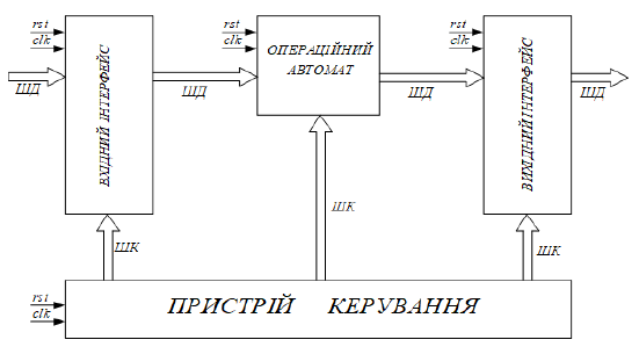 rst
clk
ШД
ВХІДНИЙ ІНТЕРФЕЙС
ШД
rst
clk
ОПЕРАЦІЙНИЙ
АВТОМАТ
ШД
rst
clk
ВИХІДНИЙ ІНТЕРФЕЙС
ШД
ШК
ШК
ШК
rst
clk
ПРИСТРІЙ КЕРУВАННЯ